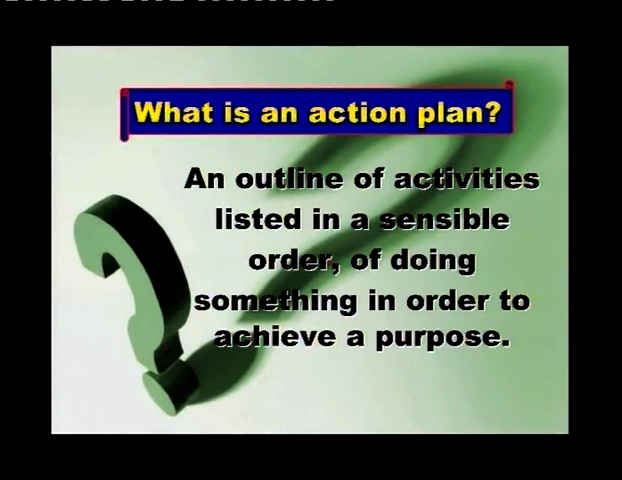 What is an action plan?
An outline of activities
listed in a sensible
order, of doing
something in order to
achieve a purpose.